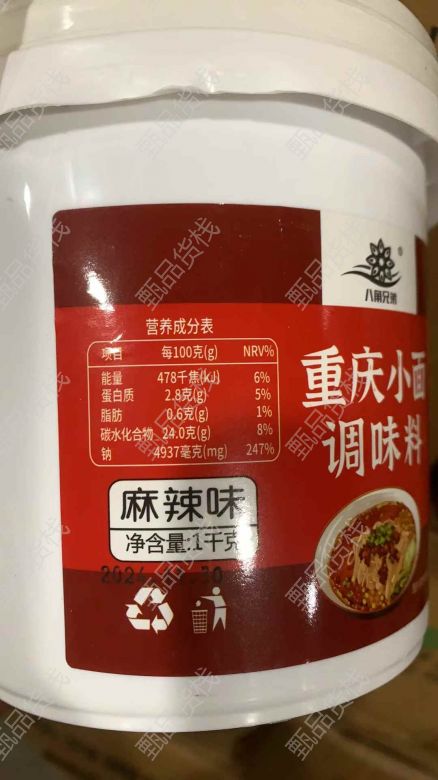 八角兄弟
®
营养成分表
项目 每100克(g) NRV%
能量 478千焦(kJ) 6%
蛋白质 2.8克(g) 5%
脂肪 0.6克(g) 1%
碳水化合物 24.0克(g) 8%
钠 4937毫克(mg) 247%
重庆小面
调味料
麻辣味
净含量:1千克
甄品货栈